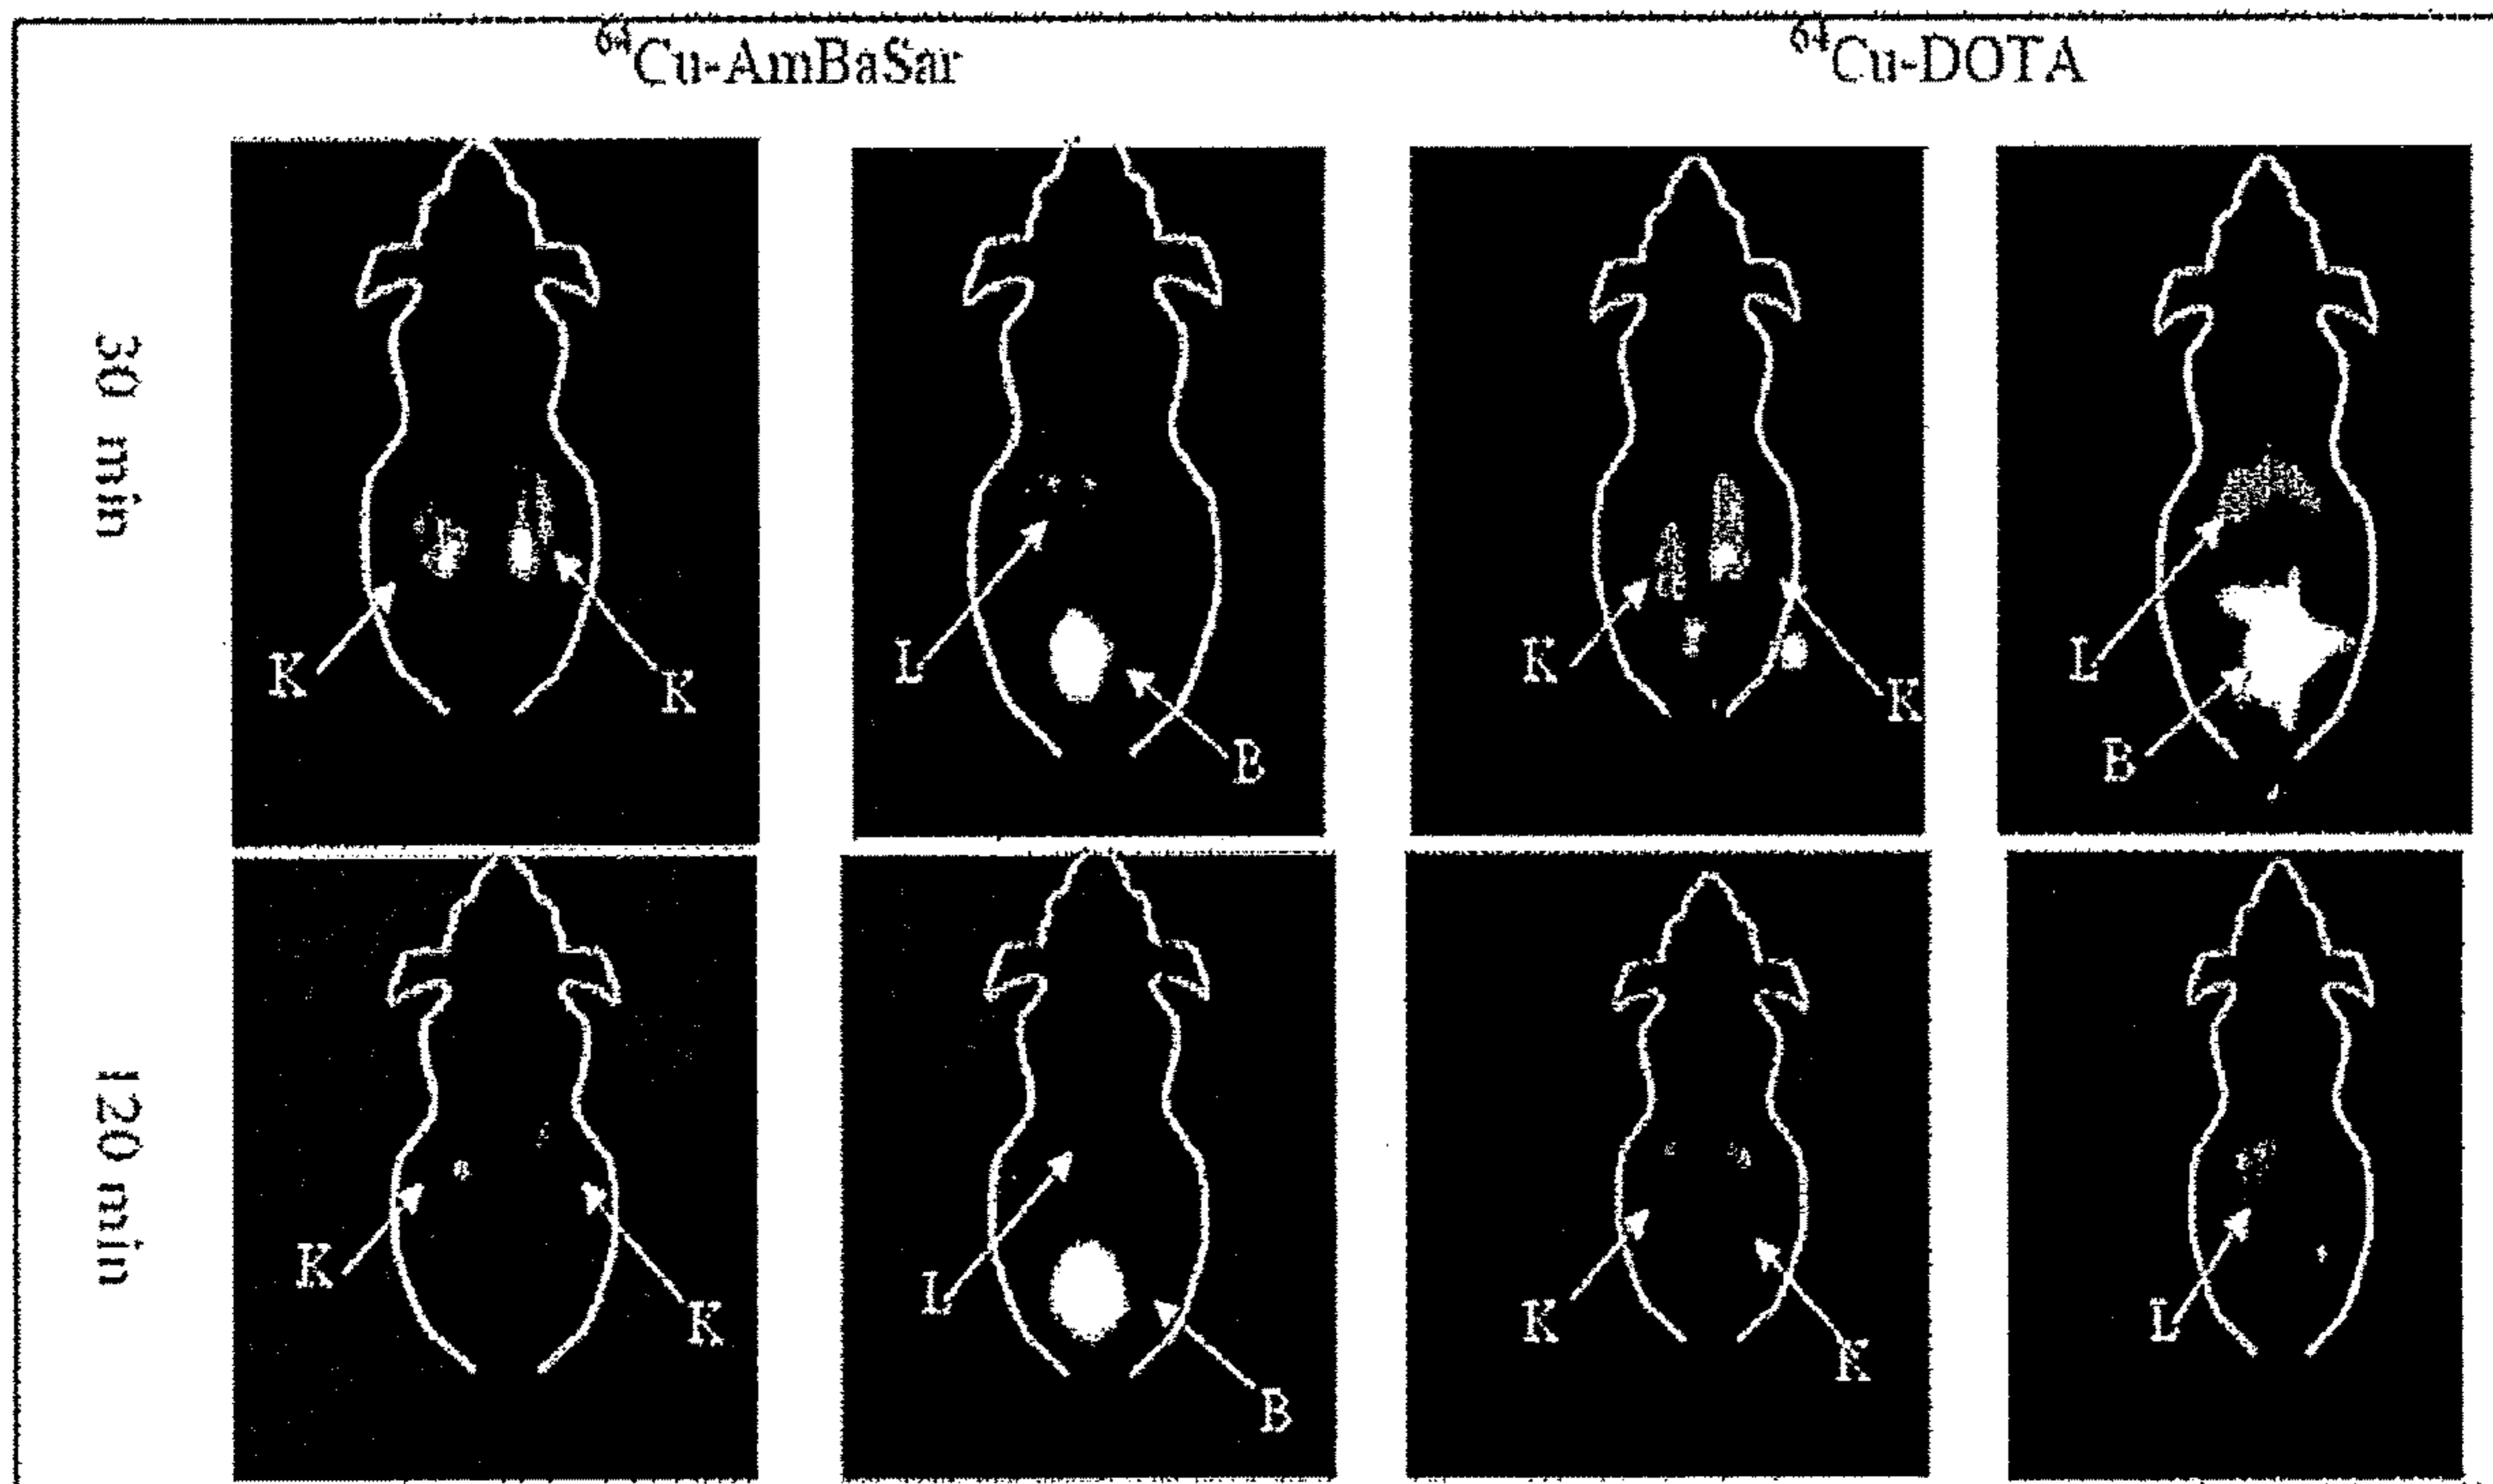 ⁶⁴Cu-AmBaSar ⁶⁴Cu-DOTA
30 min
K K L B K K L B
120 min
K K L B K K L